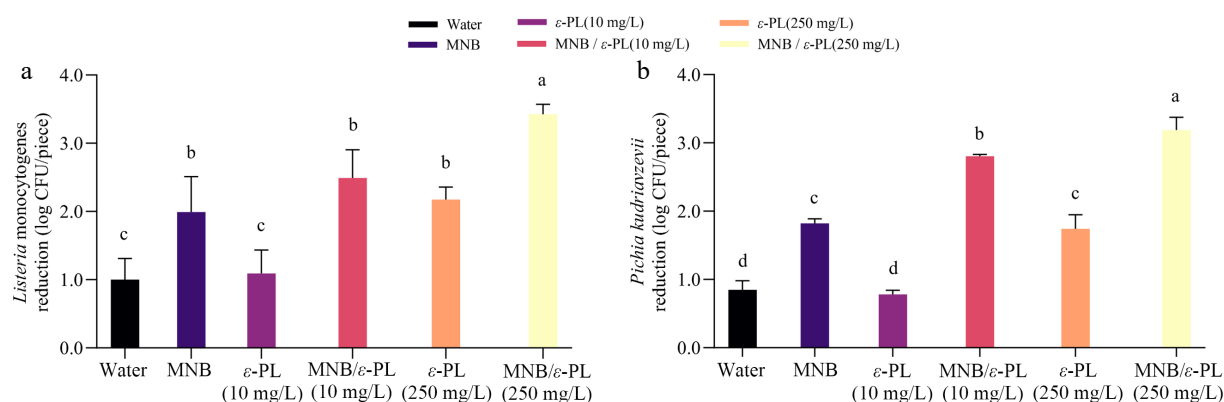 Water
MNB
ε-PL(10 mg/L)
MNB / ε-PL(10 mg/L)
ε-PL(250 mg/L)
MNB / ε-PL(250 mg/L)
a
Listeria monocytogenes
reduction (log CFU/piece)
4.0
3.0
2.0
1.0
0.0
c
b
c
b
b
a
Water
MNB
ε-PL
(10 mg/L)
MNB/ε-PL
(10 mg/L)
ε-PL
(250 mg/L)
MNB/ε-PL
(250 mg/L)
b
Pichia kudriavzevii
reduction (log CFU/piece)
4.0
3.0
2.0
1.0
0.0
d
c
d
b
c
a
Water
MNB
ε-PL
(10 mg/L)
MNB/ε-PL
(10 mg/L)
ε-PL
(250 mg/L)
MNB/ε-PL
(250 mg/L)